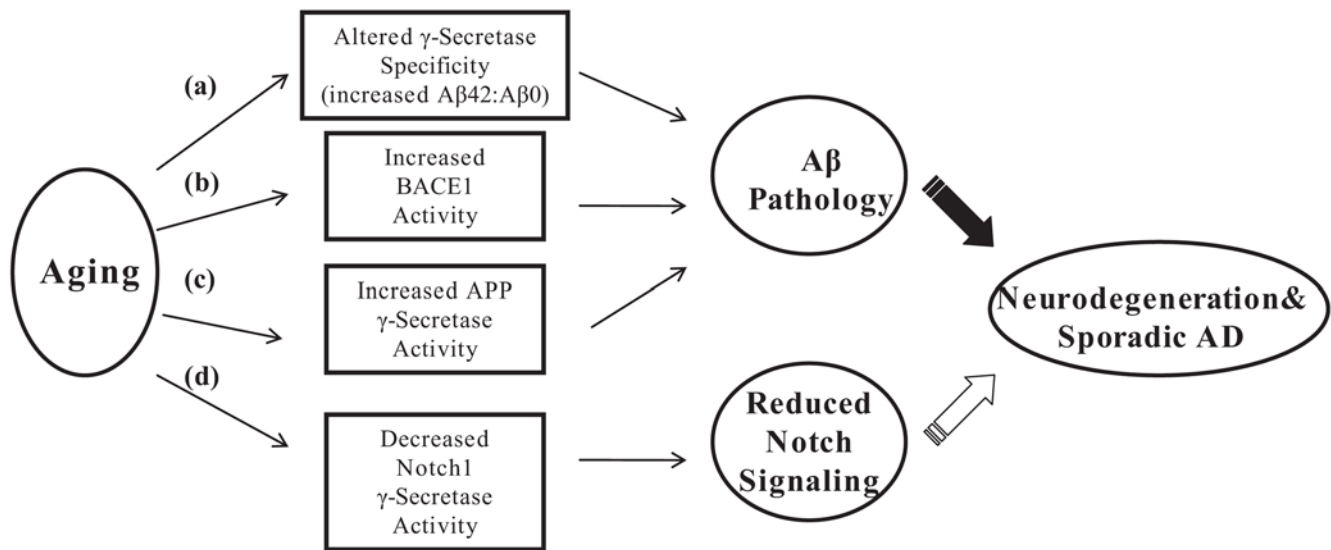 Aging
(a)
(b)
(c)
(d)
Altered γ-Secretase
Specificity
(increased Aβ42:Aβ0)
Increased
BACE1
Activity
Increased APP
γ-Secretase
Activity
Decreased
Notch1
γ-Secretase
Activity
Aβ
Pathology
Reduced
Notch
Signaling
Neurodegeneration&
Sporadic AD